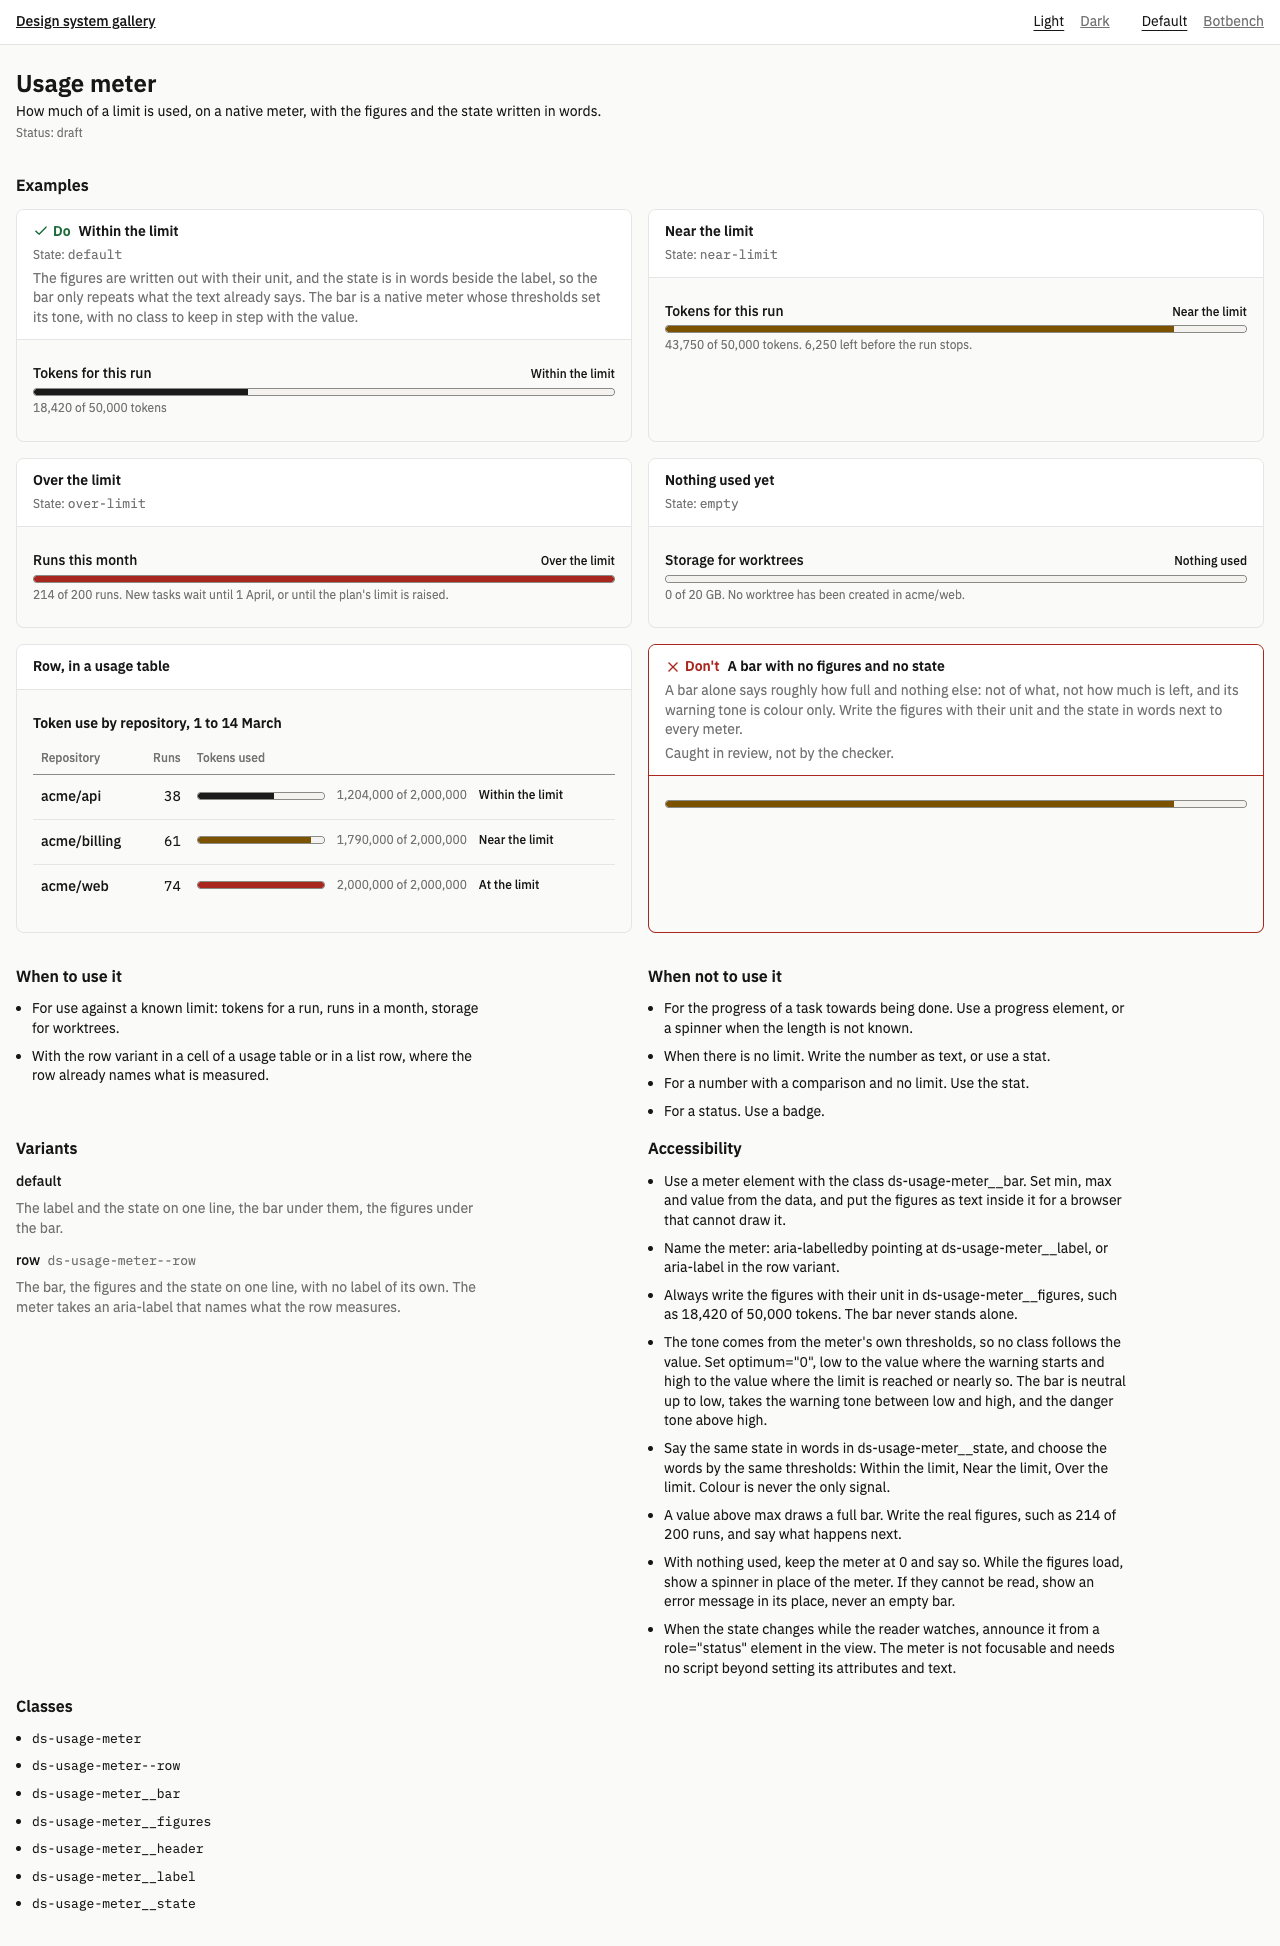 Design system gallery
Light Dark Default Botbench
Usage meter
How much of a limit is used, on a native meter, with the figures and the state written in words.
Status: draft
Examples
Do Within the limit
State: default
The figures are written out with their unit, and the state is in words beside the label, so the
bar only repeats what the text already says. The bar is a native meter whose thresholds set
its tone, with no class to keep in step with the value.
Tokens for this run Within the limit
18,420 of 50,000 tokens
Near the limit
State: near-limit
Tokens for this run Near the limit
43,750 of 50,000 tokens. 6,250 left before the run stops.
Over the limit
State: over-limit
Runs this month Over the limit
214 of 200 runs. New tasks wait until 1 April, or until the plan's limit is raised.
Nothing used yet
State: empty
Storage for worktrees Nothing used
0 of 20 GB. No worktree has been created in acme/web.
Row, in a usage table
Token use by repository, 1 to 14 March
Repository Runs Tokens used
acme/api 38 1,204,000 of 2,000,000 Within the limit
acme/billing 61 1,790,000 of 2,000,000 Near the limit
acme/web 74 2,000,000 of 2,000,000 At the limit
Don't A bar with no figures and no state
A bar alone says roughly how full and nothing else: not of what, not how much is left, and its
warning tone is colour only. Write the figures with their unit and the state in words next to
every meter.
Caught in review, not by the checker.
When to use it
For use against a known limit: tokens for a run, runs in a month, storage
for worktrees.
With the row variant in a cell of a usage table or in a list row, where the
row already names what is measured.
When not to use it
For the progress of a task towards being done. Use a progress element, or
a spinner when the length is not known.
When there is no limit. Write the number as text, or use a stat.
For a number with a comparison and no limit. Use the stat.
For a status. Use a badge.
Variants
default
The label and the state on one line, the bar under them, the figures under
the bar.
row ds-usage-meter--row
The bar, the figures and the state on one line, with no label of its own. The
meter takes an aria-label that names what the row measures.
Accessibility
Use a meter element with the class ds-usage-meter__bar. Set min, max
and value from the data, and put the figures as text inside it for a browser
that cannot draw it.
Name the meter: aria-labelledby pointing at ds-usage-meter__label, or
aria-label in the row variant.
Always write the figures with their unit in ds-usage-meter__figures, such
as 18,420 of 50,000 tokens. The bar never stands alone.
The tone comes from the meter's own thresholds, so no class follows the
value. Set optimum="0", low to the value where the warning starts and
high to the value where the limit is reached or nearly so. The bar is neutral
up to low, takes the warning tone between low and high, and the danger
tone above high.
Say the same state in words in ds-usage-meter__state, and choose the
words by the same thresholds: Within the limit, Near the limit, Over the
limit. Colour is never the only signal.
A value above max draws a full bar. Write the real figures, such as 214 of
200 runs, and say what happens next.
With nothing used, keep the meter at 0 and say so. While the figures load,
show a spinner in place of the meter. If they cannot be read, show an
error message in its place, never an empty bar.
When the state changes while the reader watches, announce it from a
role="status" element in the view. The meter is not focusable and needs
no script beyond setting its attributes and text.
Classes
ds-usage-meter
ds-usage-meter--row
ds-usage-meter__bar
ds-usage-meter__figures
ds-usage-meter__header
ds-usage-meter__label
ds-usage-meter__state